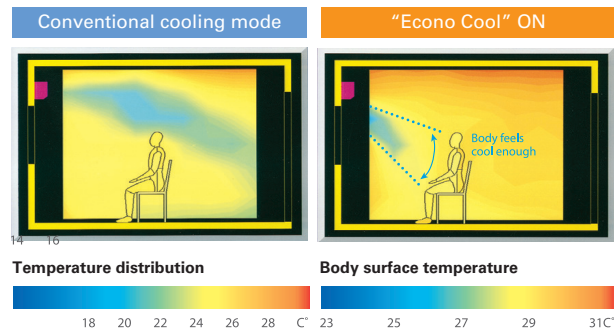 Conventional cooling mode
“Econo Cool” ON
Body feels
cool enough
14 16
Temperature distribution
Body surface temperature
18 20 22 24 26 28 C°
23 25 27 29 31C°